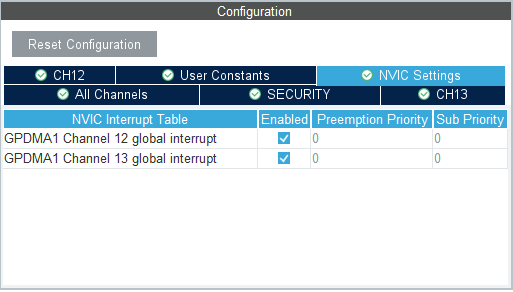 Configuration
Reset Configuration
CH12 User Constants NVIC Settings
All Channels SECURITY CH13
NVIC Interrupt Table Enabled Preemption Priority Sub Priority
GPDMA1 Channel 12 global interrupt 0 0
GPDMA1 Channel 13 global interrupt 0 0